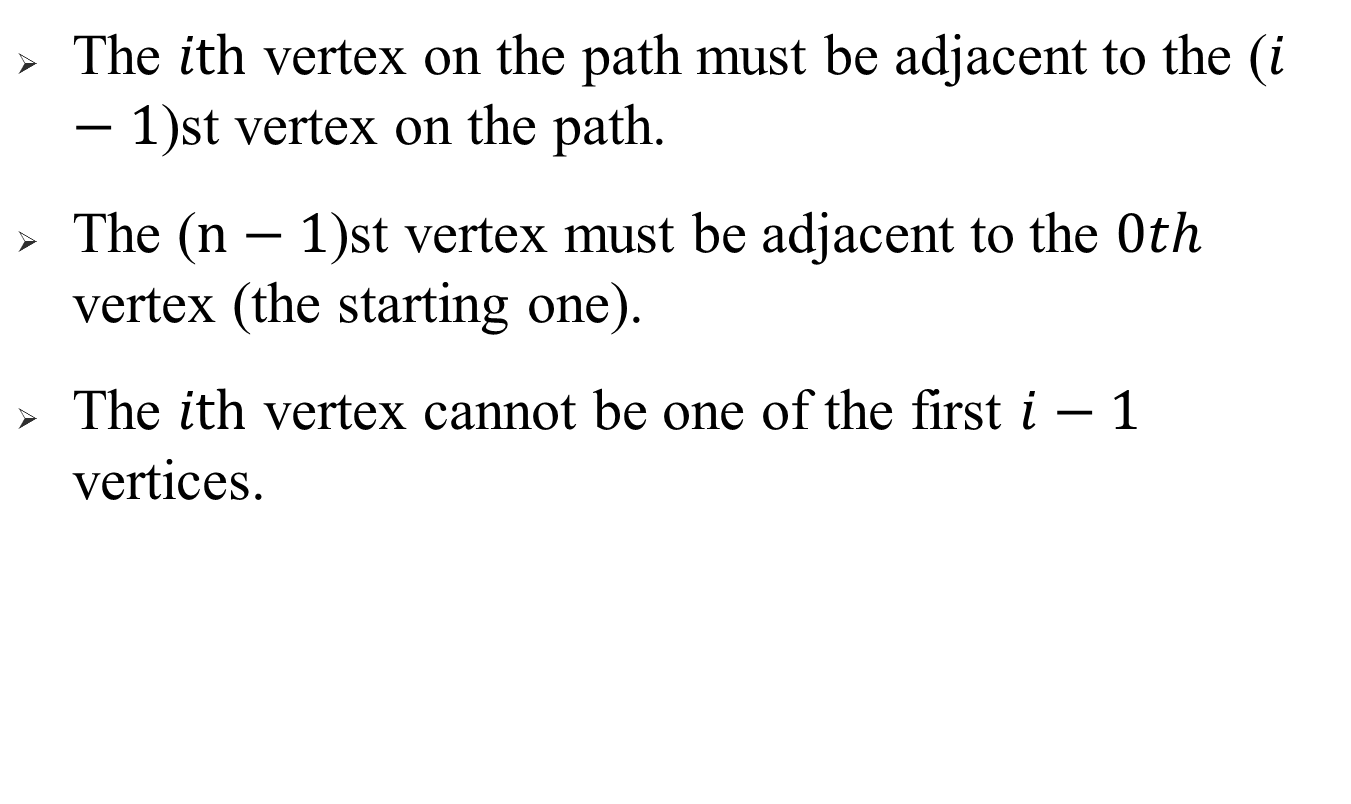 ➢ The ith vertex on the path must be adjacent to the (i
− 1)st vertex on the path.
➢ The (n − 1)st vertex must be adjacent to the 0th
vertex (the starting one).
➢ The ith vertex cannot be one of the first i − 1
vertices.